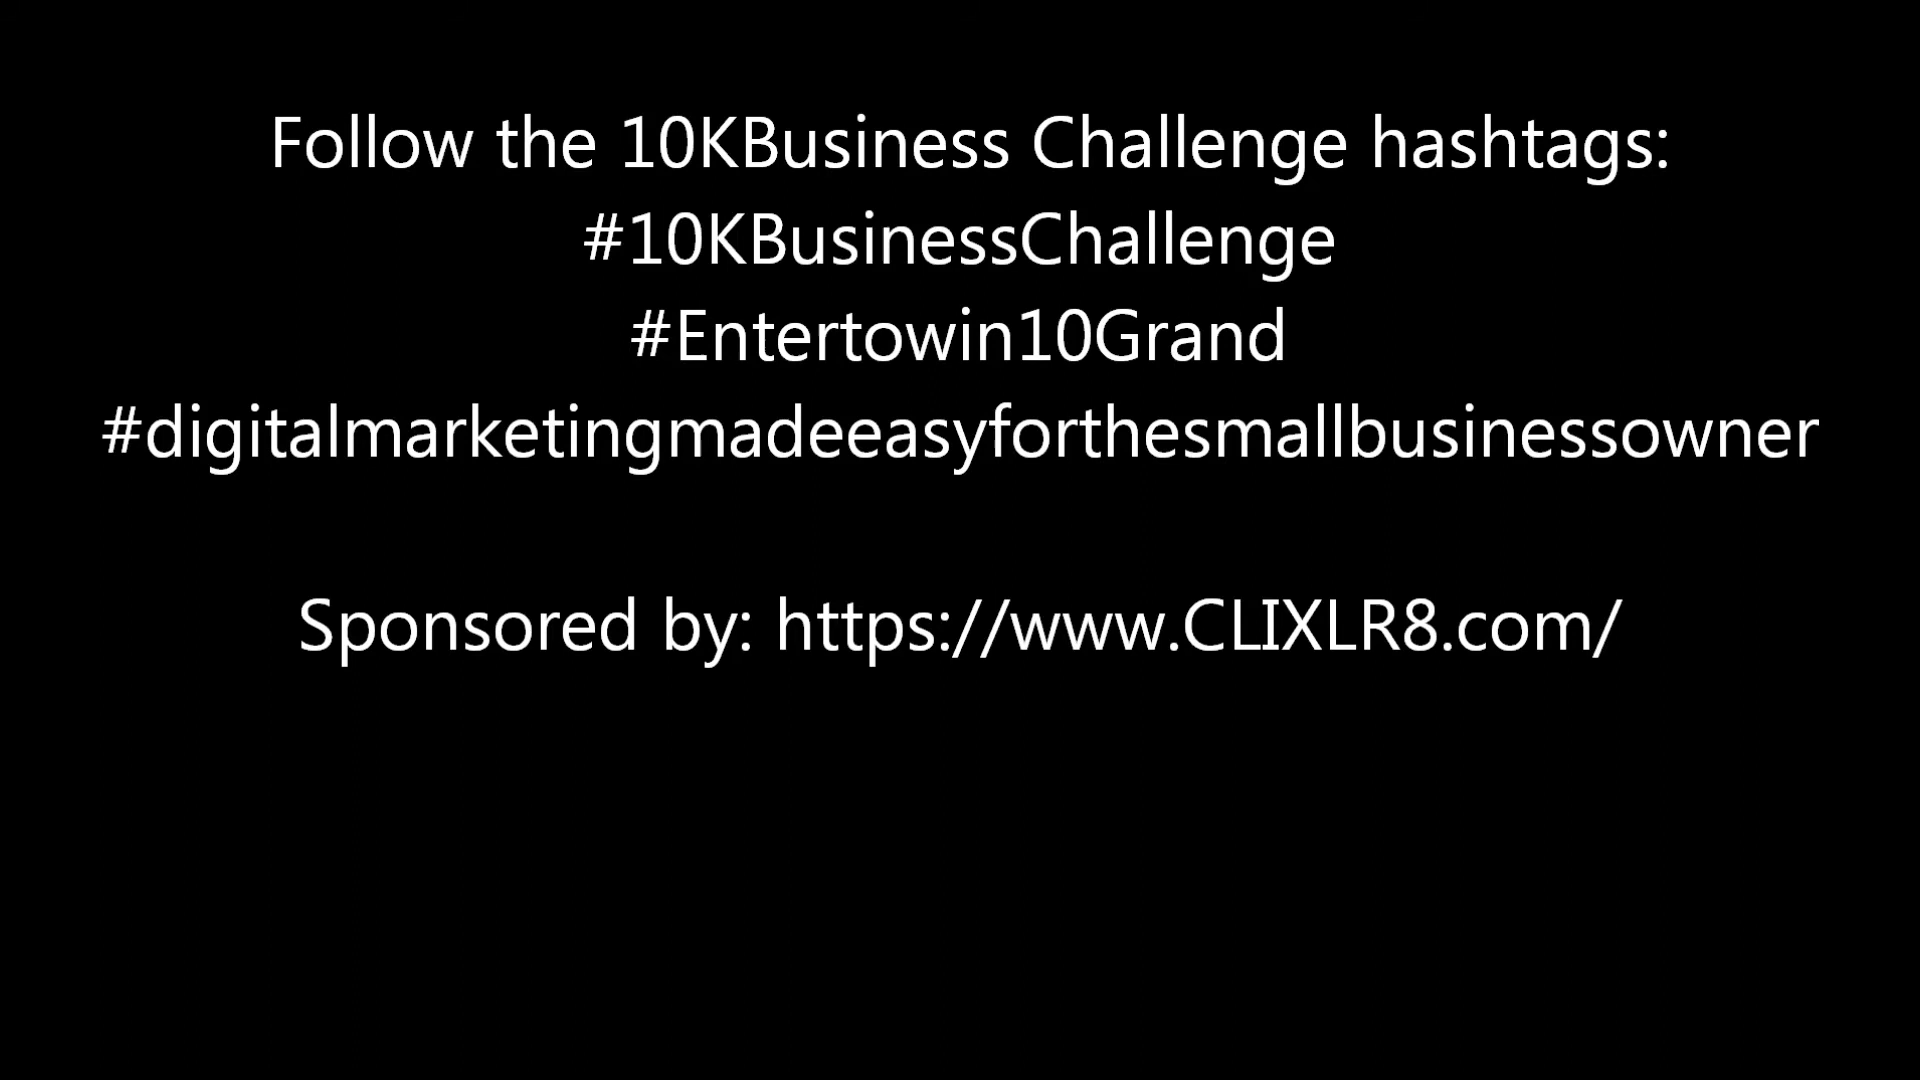 Follow the 10KBusiness Challenge hashtags:
#10KBusinessChallenge
#Entertowin10Grand
#digitalmarketingmadeeasyforthesmallbusinessowner
Sponsored by: https://www.CLIXLR8.com/